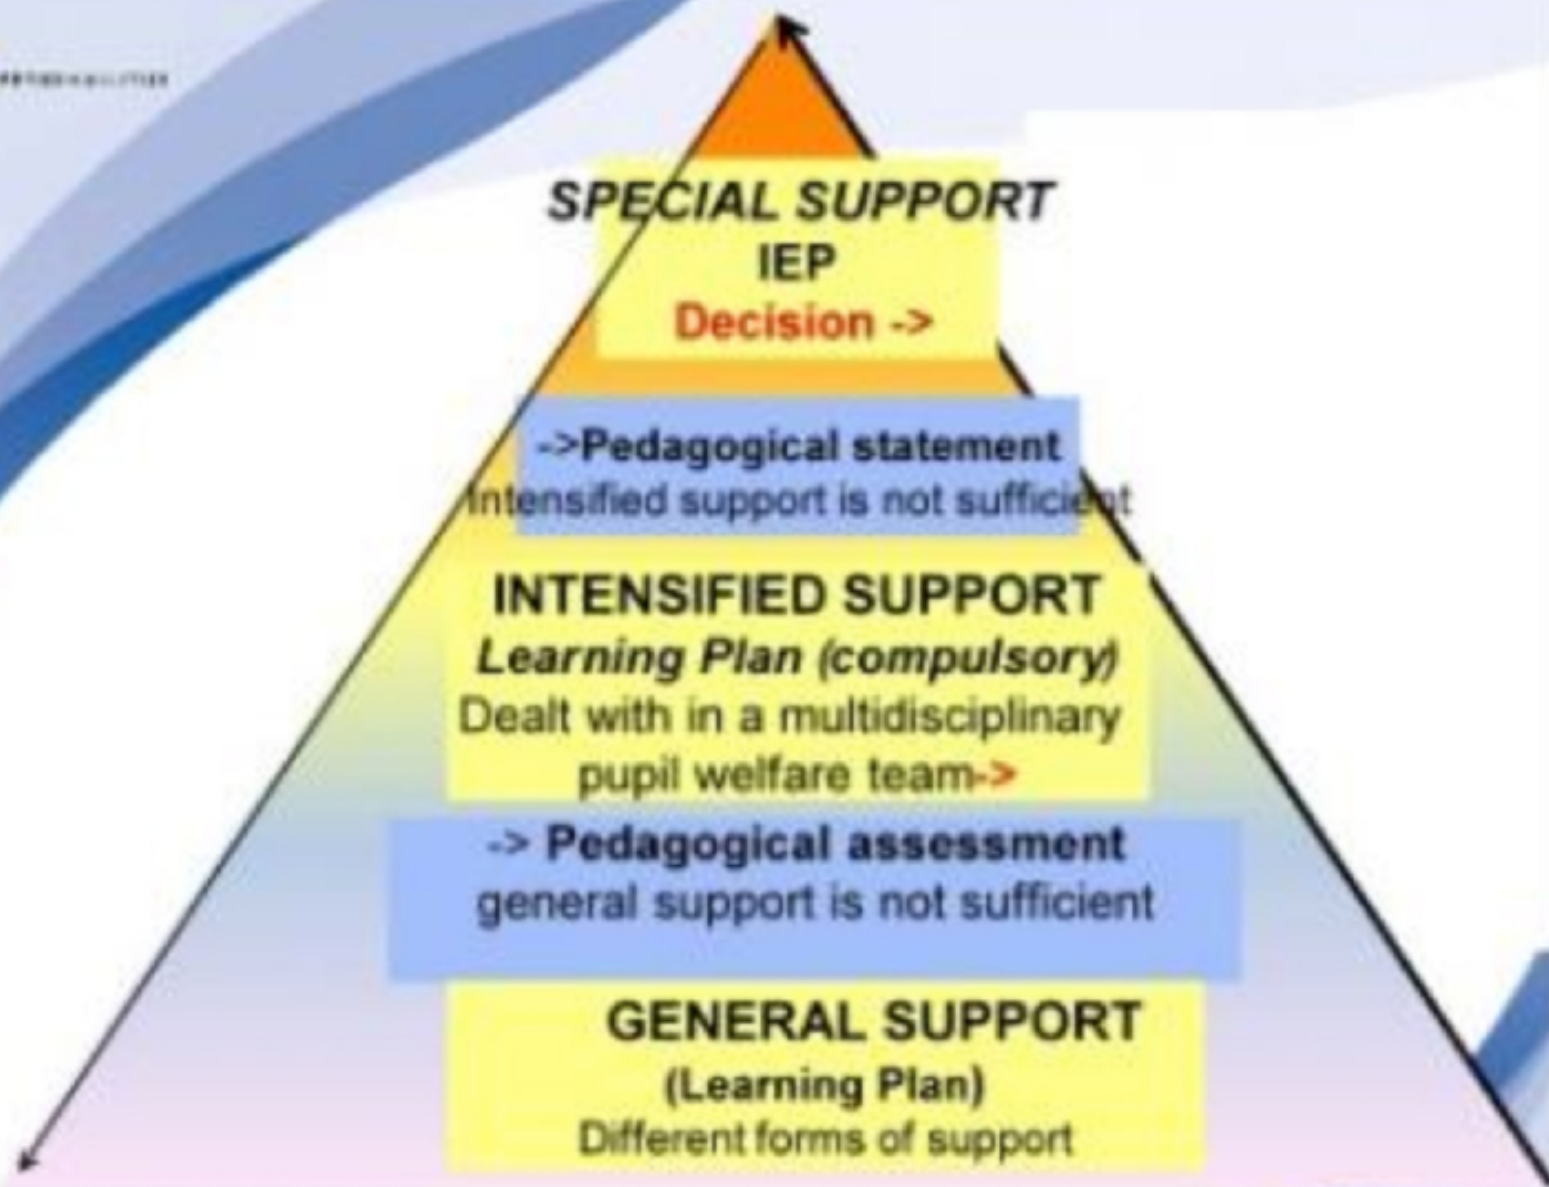 SPECIAL SUPPORT
IEP
Decision ->
->Pedagogical statement
Intensified support is not sufficient
INTENSIFIED SUPPORT
Learning Plan (compulsory)
Dealt with in a multidisciplinary
pupil welfare team->
-> Pedagogical assessment
general support is not sufficient
GENERAL SUPPORT
(Learning Plan)
Different forms of support